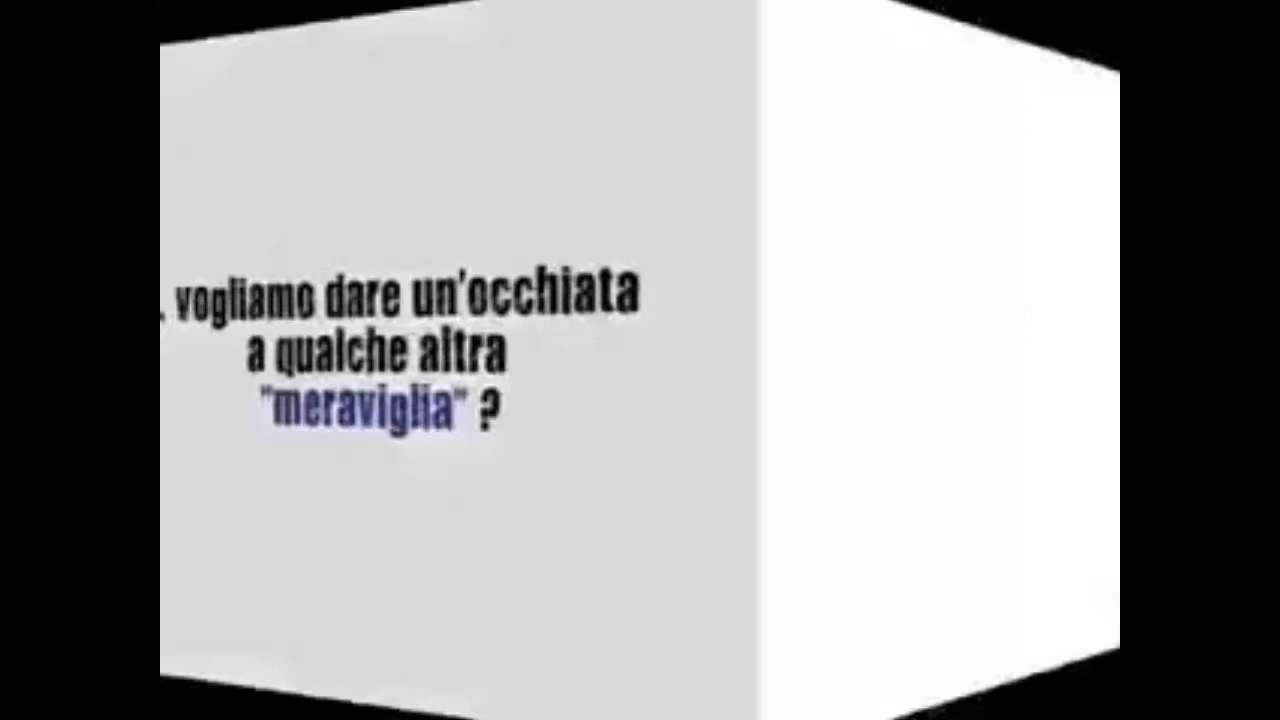 . vogliamo dare un'occhiata
a qualche altra
"meraviglia" ?